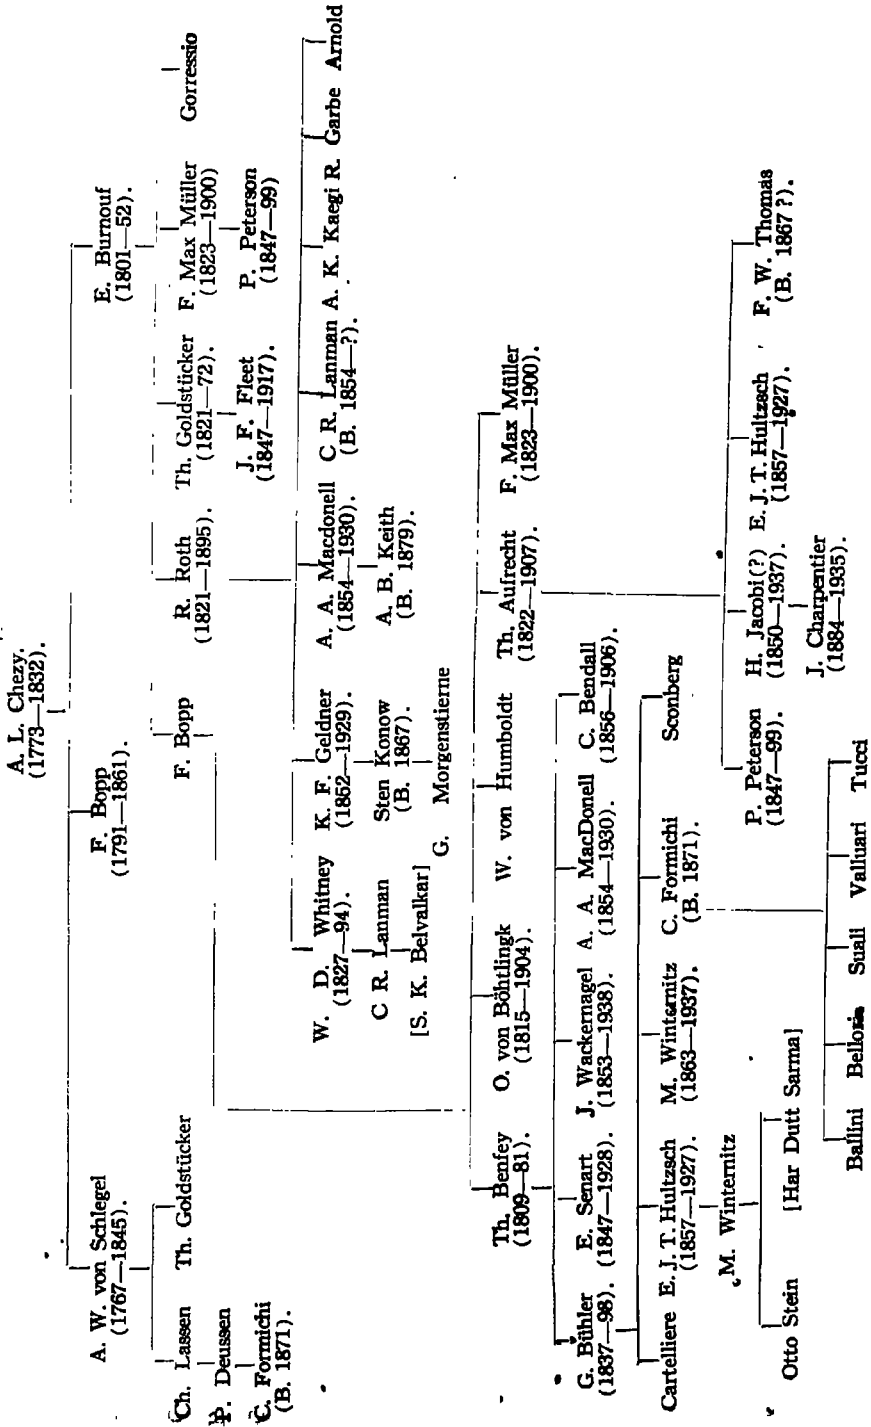 A. L. Chezy.
(1773—1832).
A. W. von Schlegel
(1767—1845).
F. Bopp
(1791—1861).
E. Burnouf
(1801—52).
Ch. Lassen
Th. Goldstücker
P. Deussen
C. Formichi
(B. 1871).
F. Bopp
R. Roth
(1821—1895).
Th. Goldstücker
(1821—72).
F. Max Müller
(1823—1900)
Gorressio
J. F. Fleet
(1847—1917).
P. Peterson
(1847—99)
W. D. Whitney
(1827—94).
K. F. Geldner
(1852—1929).
A. A. Macdonell
(1854—1930).
C R. Lanman
(B. 1854—?).
A. K. Kaegi
R. Garbe
Arnold
C R. Lanman
[S. K. Belvalkar]
Sten Konow
(B. 1867).
G. Morgenstierne
A. B. Keith
(B. 1879).
Th. Benfey
(1809—81).
O. von Böhtlingk
(1815—1904).
W. von Humboldt
Th. Aufrecht
(1822—1907).
F. Max Müller
(1823—1900).
G. Bühler
(1837—98).
E. Senart
(1847—1928).
J. Wackernagel
(1853—1938).
A. A. MacDonell
(1854—1930).
C. Bendall
(1856—1906).
Cartelliere
E. J. T. Hultzsch
(1857—1927).
M. Winternitz
(1863—1937).
C. Formichi
(B. 1871).
Sconberg
M. Winternitz
Otto Stein
[Har Dutt Sarma]
P. Peterson
(1847—99).
H. Jacobi(?)
(1850—1937).
E. J. T. Hultzsch
(1857—1927).
F. W. Thomas
(B. 1867 ?).
J. Charpentier
(1884—1935).
Ballini
Suali
Valluari
Tucci